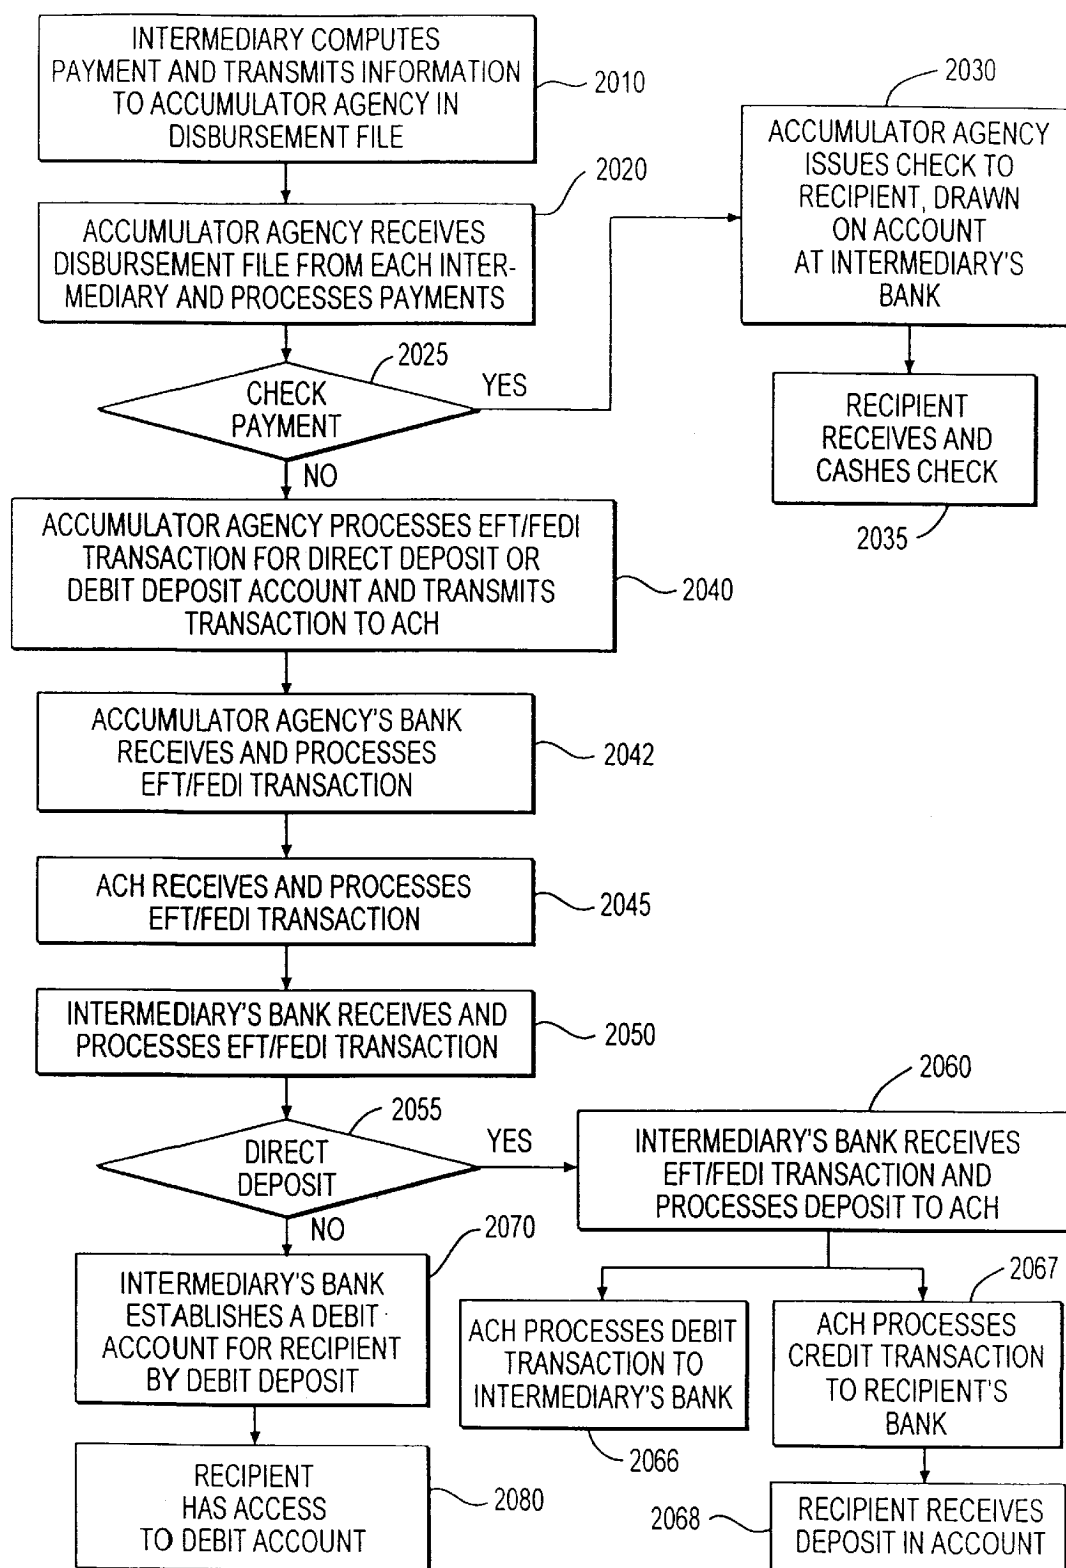 INTERMEDIARY COMPUTES
PAYMENT AND TRANSMITS INFORMATION
TO ACCUMULATOR AGENCY IN
DISBURSEMENT FILE
2010
2020
ACCUMULATOR AGENCY RECEIVES
DISBURSEMENT FILE FROM EACH INTER-
MEDIARY AND PROCESSES PAYMENTS
2025
CHECK
PAYMENT
YES
NO
2030
ACCUMULATOR AGENCY
ISSUES CHECK TO
RECIPIENT, DRAWN
ON ACCOUNT
AT INTERMEDIARY'S
BANK
RECIPIENT
RECEIVES AND
CASHES CHECK
2035
ACCUMULATOR AGENCY PROCESSES EFT/FEDI
TRANSACTION FOR DIRECT DEPOSIT OR
DEBIT DEPOSIT ACCOUNT AND TRANSMITS
TRANSACTION TO ACH
2040
ACCUMULATOR AGENCY'S BANK
RECEIVES AND PROCESSES
EFT/FEDI TRANSACTION
2042
ACH RECEIVES AND PROCESSES
EFT/FEDI TRANSACTION
2045
INTERMEDIARY'S BANK RECEIVES AND
PROCESSES EFT/FEDI TRANSACTION
2050
2055
DIRECT
DEPOSIT
YES
NO
2060
INTERMEDIARY'S BANK RECEIVES
EFT/FEDI TRANSACTION AND
PROCESSES DEPOSIT TO ACH
2070
INTERMEDIARY'S BANK
ESTABLISHES A DEBIT
ACCOUNT FOR RECIPIENT
BY DEBIT DEPOSIT
ACH PROCESSES DEBIT
TRANSACTION TO
INTERMEDIARY'S BANK
2066
2067
ACH PROCESSES
CREDIT TRANSACTION
TO RECIPIENT'S
BANK
RECIPIENT
HAS ACCESS
TO DEBIT ACCOUNT
2080
2068
RECIPIENT RECEIVES
DEPOSIT IN ACCOUNT